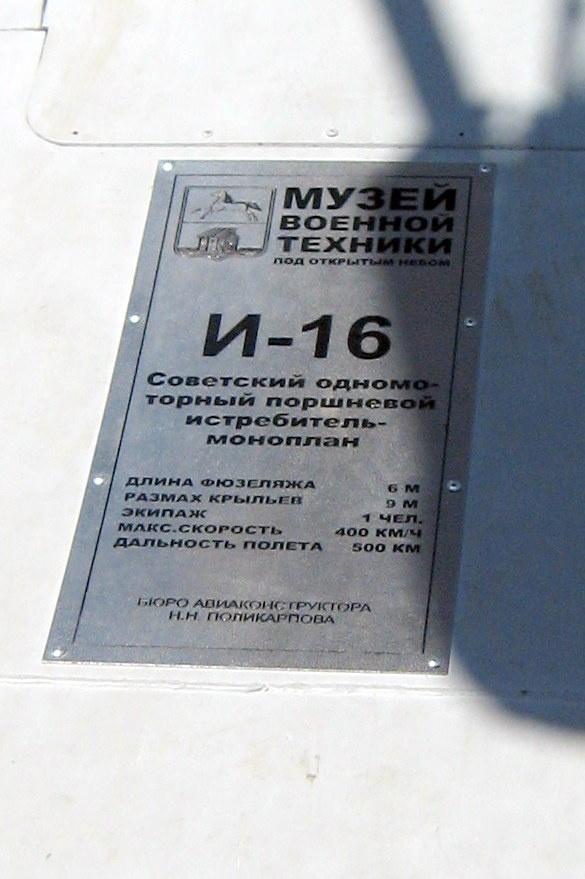 МУЗЕЙ
ВОЕННОЙ
ТЕХНИКИ
ПОД ОТКРЫТЫМ НЕБОМ
И-16
Советский одномо-
торный поршневой
истребитель-
моноплан
ДЛИНА ФЮЗЕЛЯЖА 6 М
РАЗМАХ КРЫЛЬЕВ 9 М
ЭКИПАЖ 1 ЧЕЛ.
МАКС.СКОРОСТЬ 400 КМ/Ч
ДАЛЬНОСТЬ ПОЛЕТА 500 КМ
БЮРО АВИАКОНСТРУКТОРА
Н.Н. ПОЛИКАРПОВА